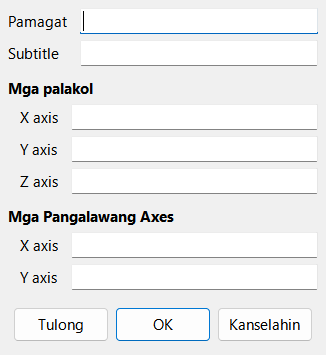 Pamagat
Subtitle
Mga palakol
X axis
Y axis
Z axis
Mga Pangalawang Axes
X axis
Y axis
Tulong OK Kanselahin